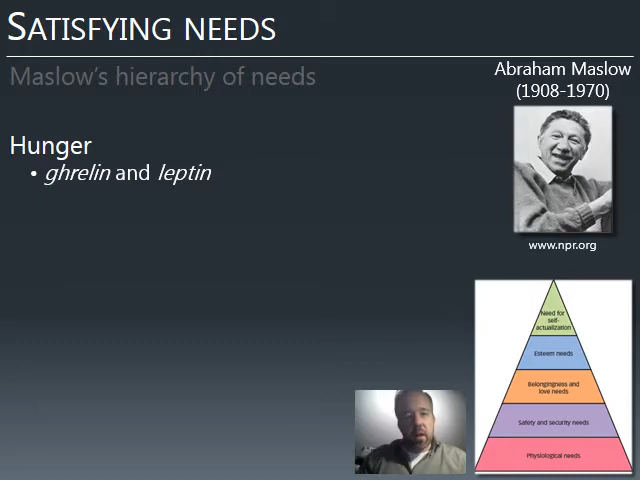 SATISFYING NEEDS
Maslow's hierarchy of needs
Abraham Maslow
(1908-1970)
Hunger
• ghrelin and leptin
www.npr.org
Need for
self-
actualization
Esteem needs
Belongingness and
love needs
Safety and security needs
Physiological needs